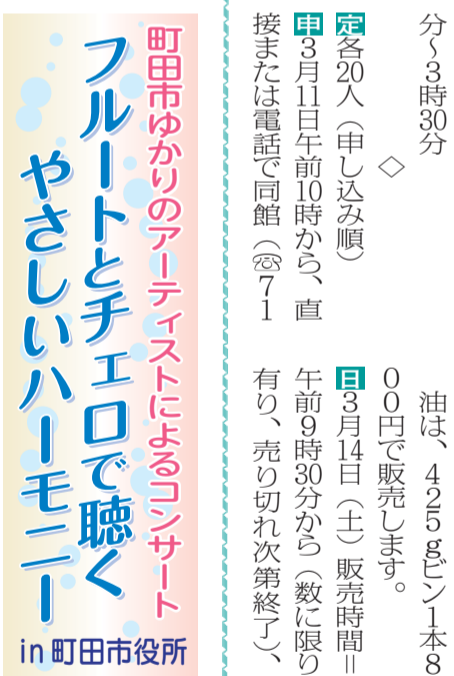 分～3時30分
◇
定各20人（申し込み順）
申3月11日午前10時から、直
接または電話で同館（☎71
油は、425gビン1本8
00円で販売します。
日3月14日（土）販売時間＝
午前9時30分から（数に限り
有り、売り切れ次第終了）、
町田市ゆかりのアーティストによるコンサート
フルートとチェロで聴く
やさしいハーモニー
in町田市役所